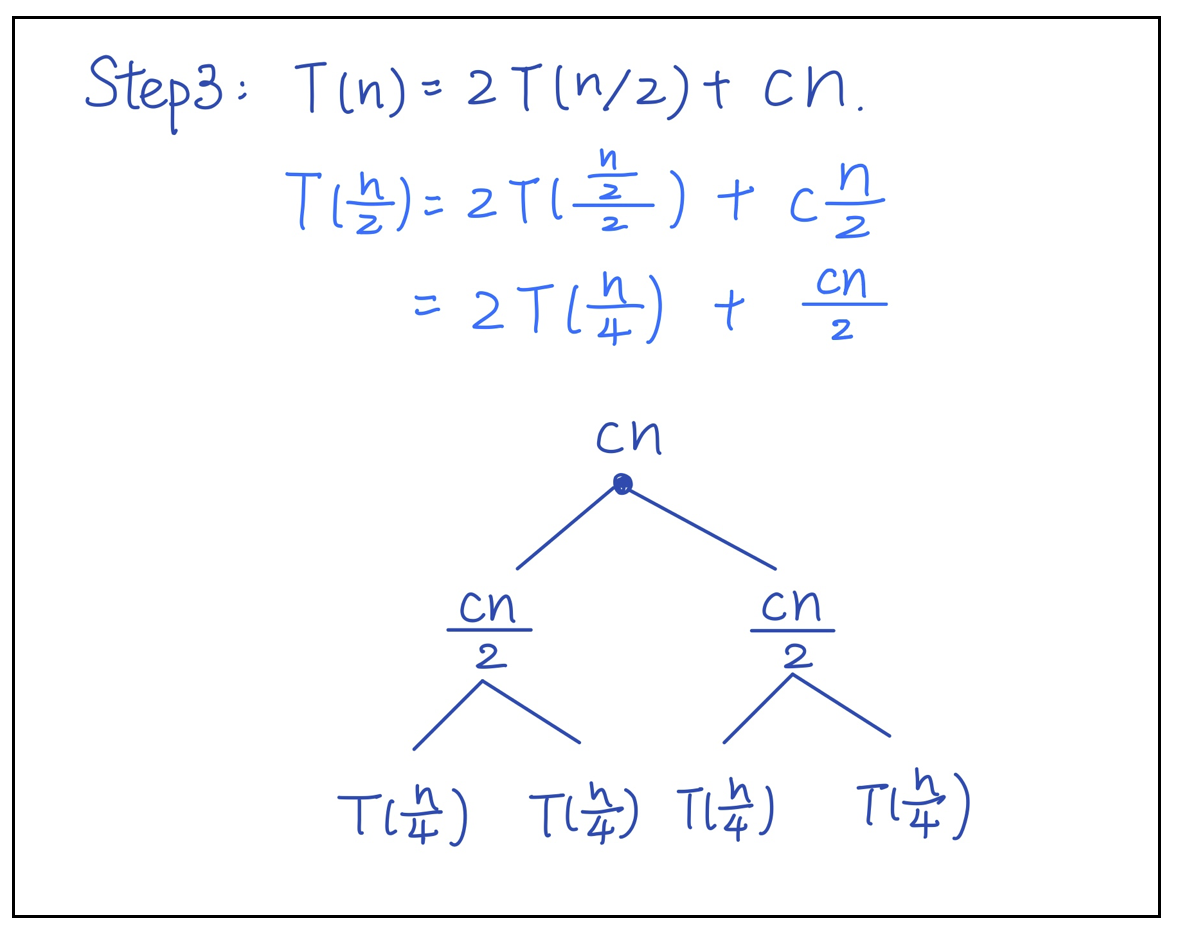 Step3: T(n) = 2T(n/2) + cn.
T(n/2) = 2T((n/2)/2) + c n/2
= 2T(n/4) + cn/2
cn
cn/2 cn/2
T(n/4) T(n/4) T(n/4) T(n/4)